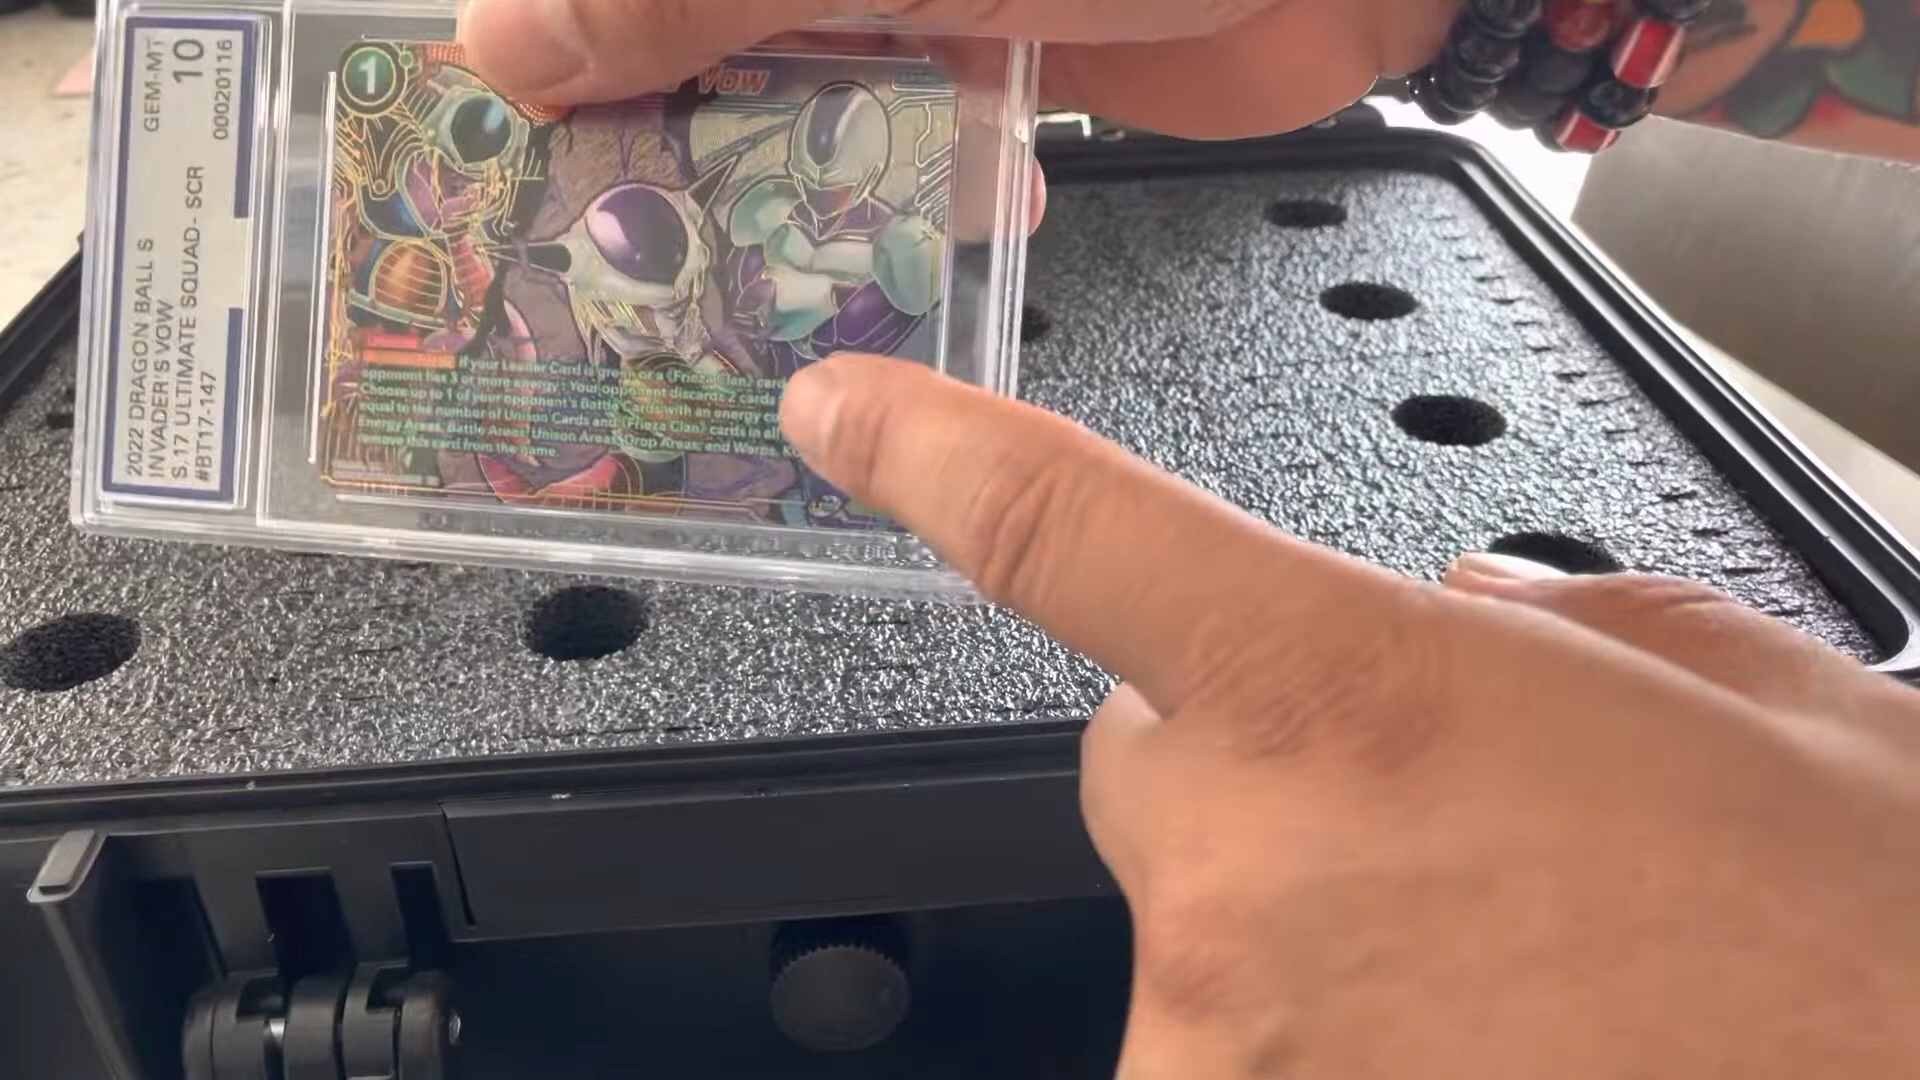 2022 DRAGON BALL S
INVADER'S VOW
S.17 ULTIMATE SQUAD- SCR
#BT17-147
GEM-MT
10
00020116
1
VOW
If your Leader Card is green or a 《Frieza Clan》 card
opponent has 3 or more energy : Your opponent discards 2 cards
Choose up to 1 of your opponent's Battle Cards with an energy co
equal to the number of Unison Cards and 《Frieza Clan》 cards in all
Energy Areas, Battle Areas, Unison Areas, Drop Areas, and Warps.
remove this card from the game.